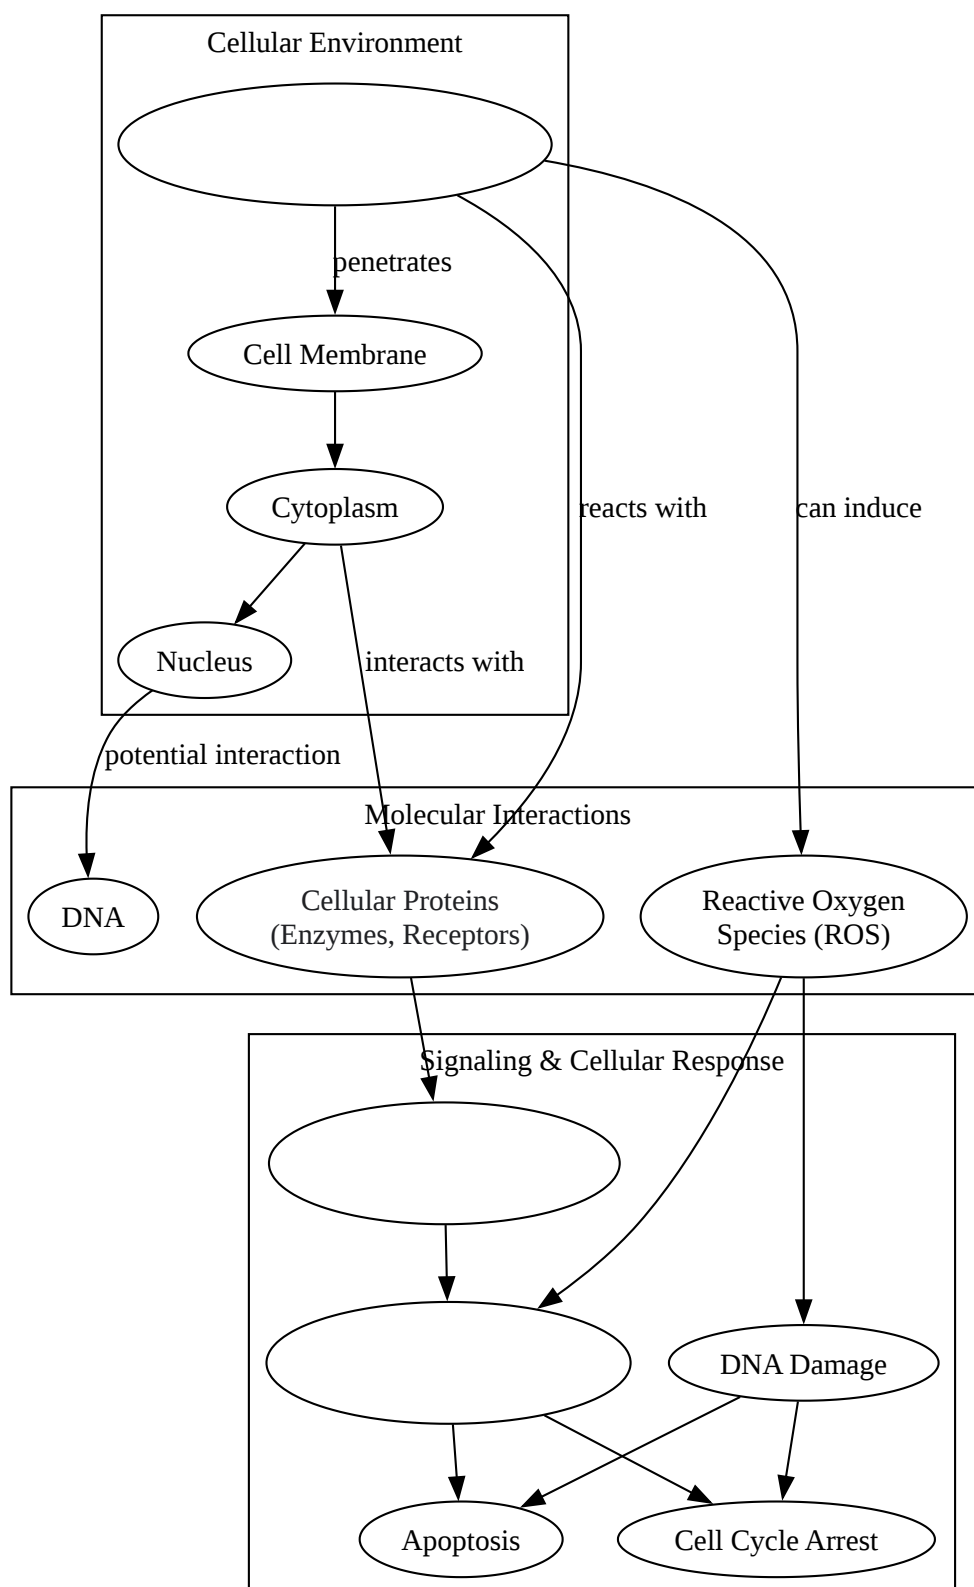 Cellular Environment
penetrates
Cell Membrane
Cytoplasm
reacts with
can induce
Nucleus
interacts with
potential interaction
Molecular Interactions
DNA
Cellular Proteins
(Enzymes, Receptors)
Reactive Oxygen
Species (ROS)
Signaling & Cellular Response
DNA Damage
Apoptosis
Cell Cycle Arrest